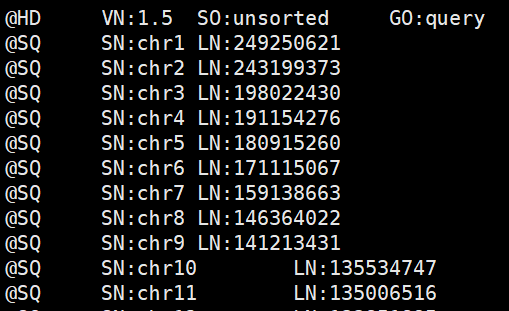 @HD VN:1.5 SO:unsorted GO:query
@SQ SN:chr1 LN:249250621
@SQ SN:chr2 LN:243199373
@SQ SN:chr3 LN:198022430
@SQ SN:chr4 LN:191154276
@SQ SN:chr5 LN:180915260
@SQ SN:chr6 LN:171115067
@SQ SN:chr7 LN:159138663
@SQ SN:chr8 LN:146364022
@SQ SN:chr9 LN:141213431
@SQ SN:chr10 LN:135534747
@SQ SN:chr11 LN:135006516